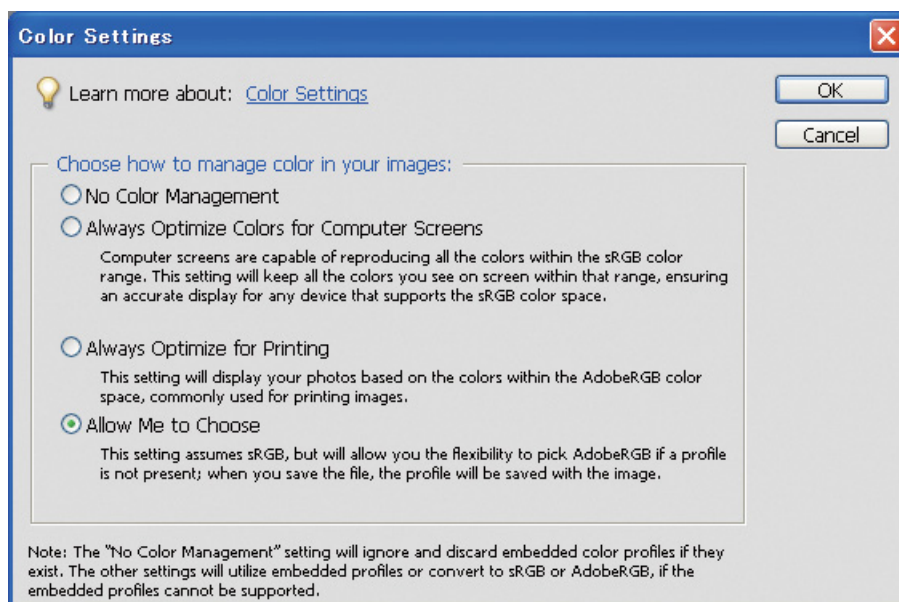 Color Settings
Learn more about: Color Settings
OK
Cancel
Choose how to manage color in your images:
No Color Management
Always Optimize Colors for Computer Screens
Computer screens are capable of reproducing all the colors within the sRGB color
range. This setting will keep all the colors you see on screen within that range, ensuring
an accurate display for any device that supports the sRGB color space.
Always Optimize for Printing
This setting will display your photos based on the colors within the AdobeRGB color
space, commonly used for printing images.
Allow Me to Choose
This setting assumes sRGB, but will allow you the flexibility to pick AdobeRGB if a profile
is not present; when you save the file, the profile will be saved with the image.
Note: The "No Color Management" setting will ignore and discard embedded color profiles if they
exist. The other settings will utilize embedded profiles or convert to sRGB or AdobeRGB, if the
embedded profiles cannot be supported.